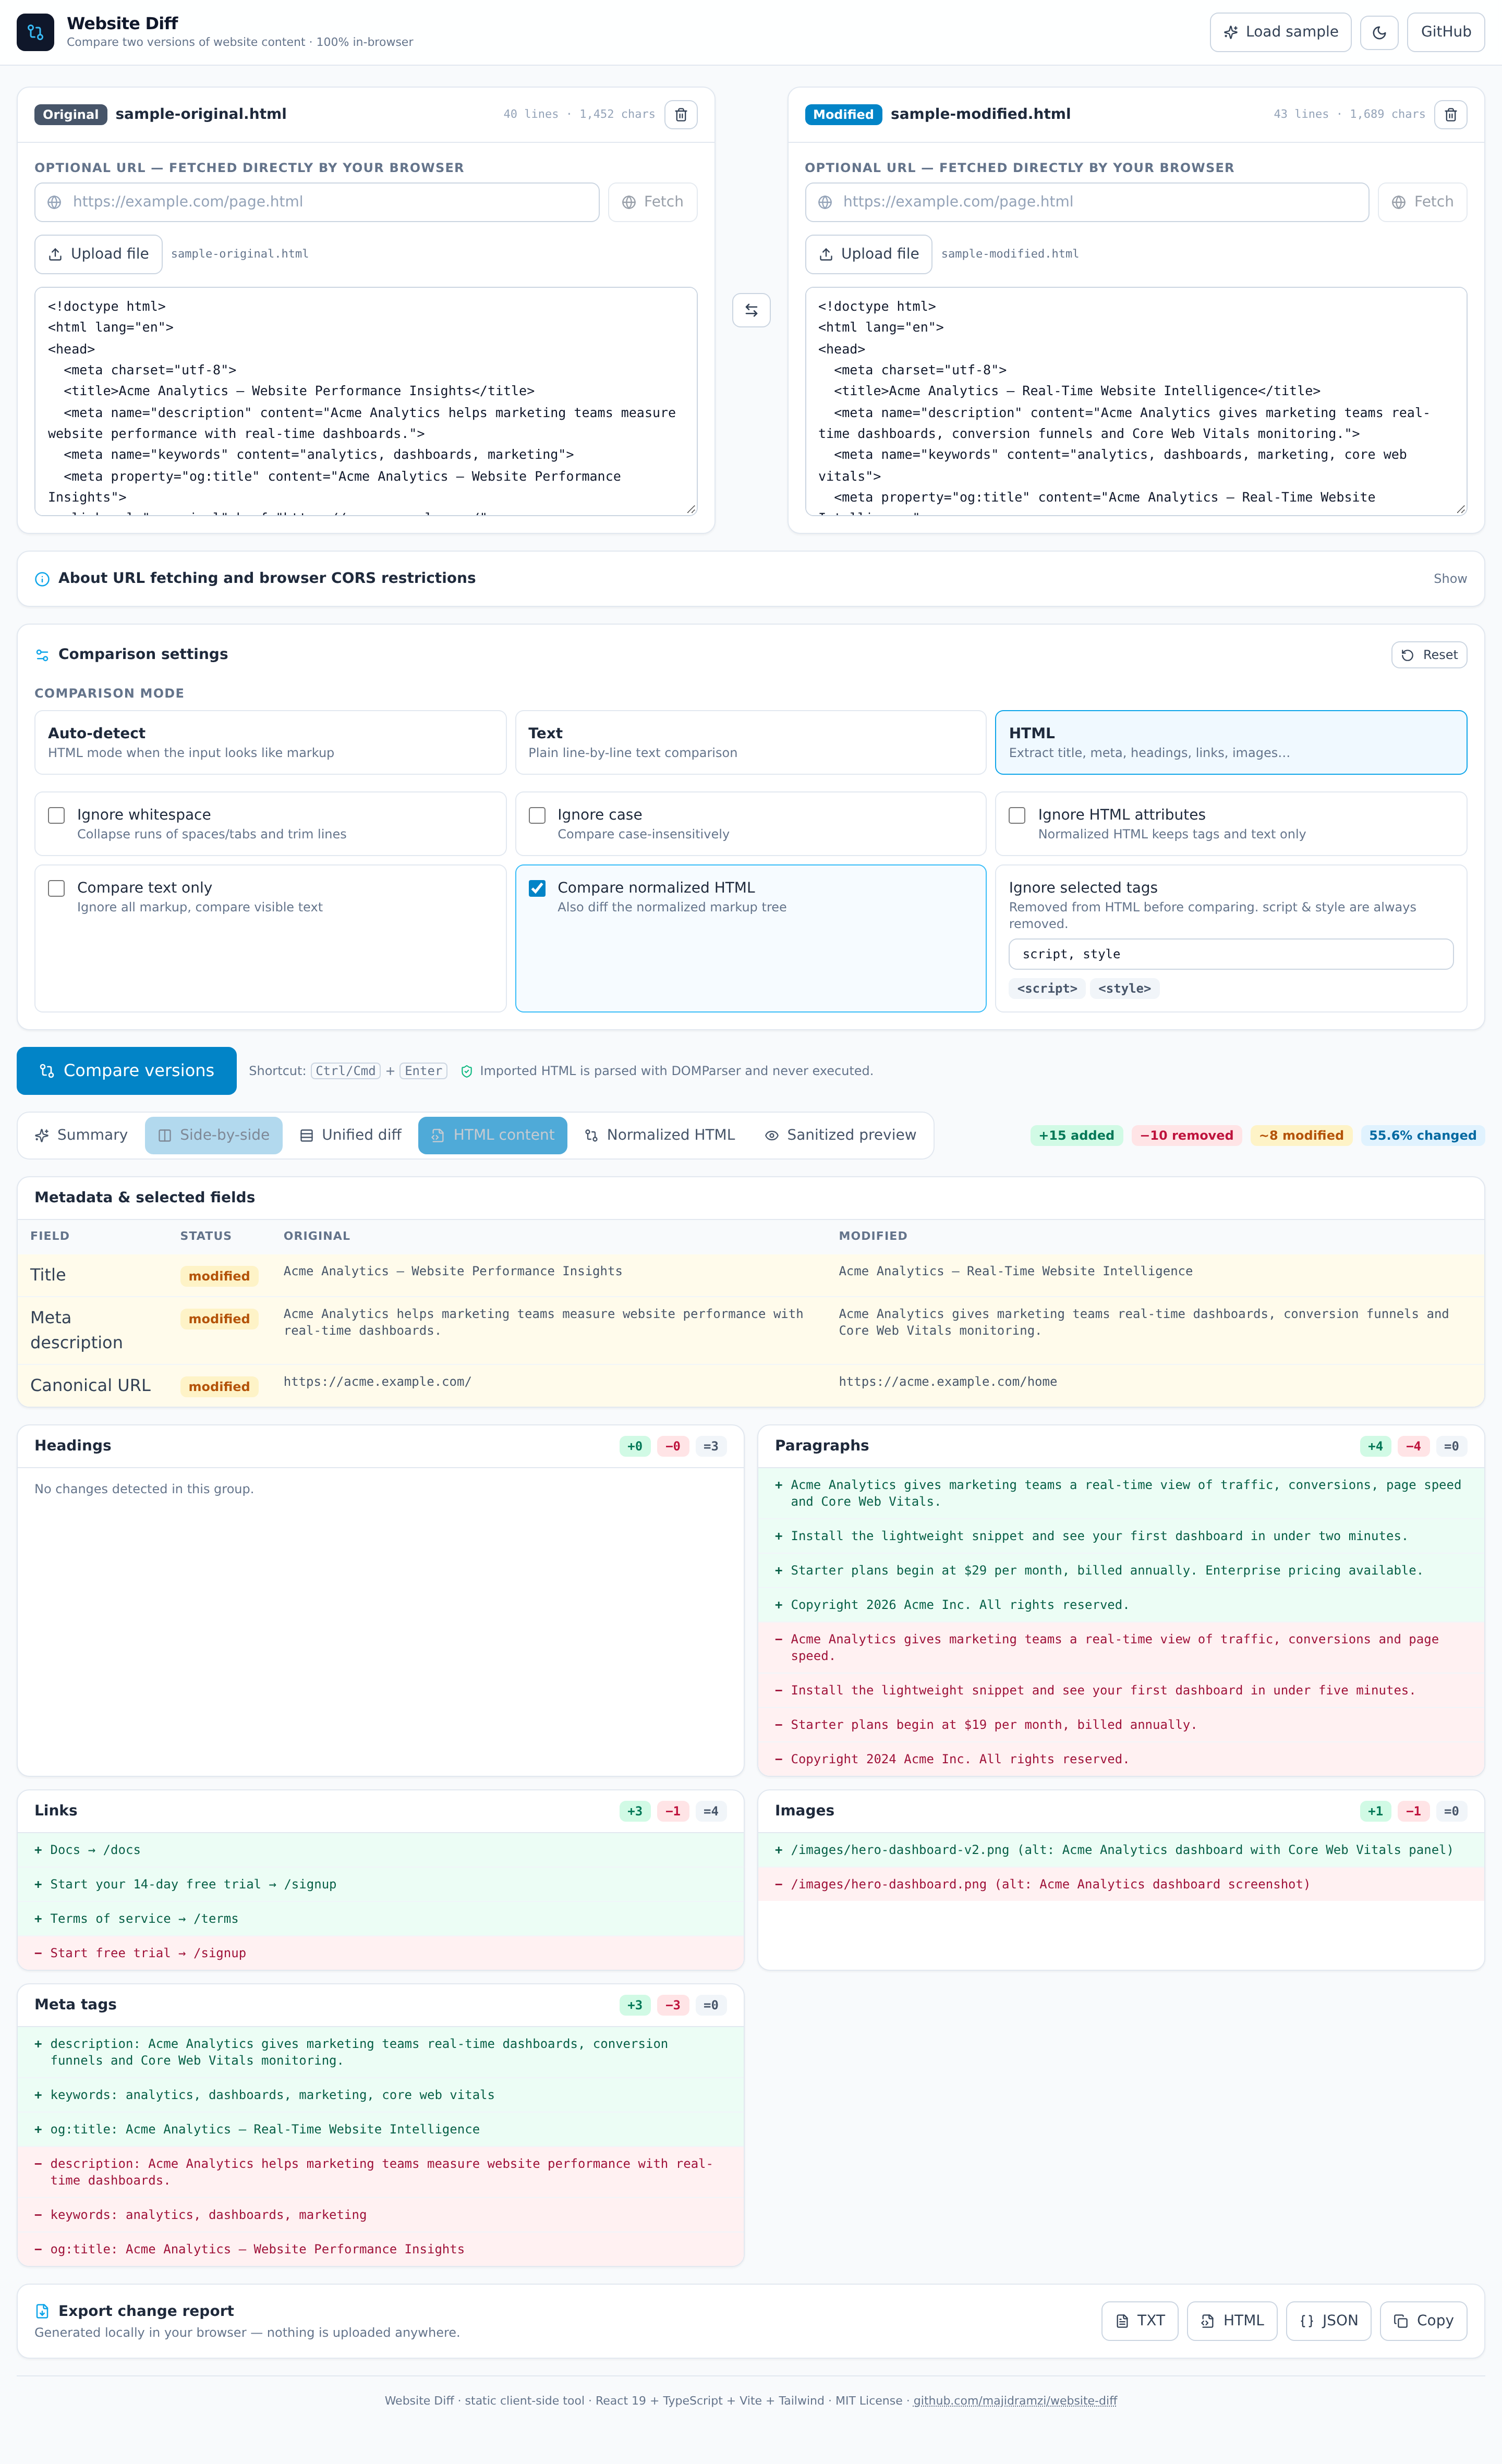 Website Diff
Compare two versions of website content · 100% in-browser
Load sample
GitHub
Original sample-original.html
40 lines · 1,452 chars
OPTIONAL URL — FETCHED DIRECTLY BY YOUR BROWSER
https://example.com/page.html
Fetch
Upload file
sample-original.html
<!doctype html>
<html lang="en">
<head>
<meta charset="utf-8">
<title>Acme Analytics — Website Performance Insights</title>
<meta name="description" content="Acme Analytics helps marketing teams measure
website performance with real-time dashboards.">
<meta name="keywords" content="analytics, dashboards, marketing">
<meta property="og:title" content="Acme Analytics — Website Performance
Insights">
Modified sample-modified.html
43 lines · 1,689 chars
OPTIONAL URL — FETCHED DIRECTLY BY YOUR BROWSER
https://example.com/page.html
Fetch
Upload file
sample-modified.html
<!doctype html>
<html lang="en">
<head>
<meta charset="utf-8">
<title>Acme Analytics — Real-Time Website Intelligence</title>
<meta name="description" content="Acme Analytics gives marketing teams real-
time dashboards, conversion funnels and Core Web Vitals monitoring.">
<meta name="keywords" content="analytics, dashboards, marketing, core web
vitals">
<meta property="og:title" content="Acme Analytics — Real-Time Website
About URL fetching and browser CORS restrictions
Show
Comparison settings
Reset
COMPARISON MODE
Auto-detect
HTML mode when the input looks like markup
Text
Plain line-by-line text comparison
HTML
Extract title, meta, headings, links, images…
Ignore whitespace
Collapse runs of spaces/tabs and trim lines
Ignore case
Compare case-insensitively
Ignore HTML attributes
Normalized HTML keeps tags and text only
Compare text only
Ignore all markup, compare visible text
Compare normalized HTML
Also diff the normalized markup tree
Ignore selected tags
Removed from HTML before comparing. script & style are always
removed.
script, style
<script> <style>
Compare versions
Shortcut: Ctrl/Cmd + Enter
Imported HTML is parsed with DOMParser and never executed.
Summary
Side-by-side
Unified diff
HTML content
Normalized HTML
Sanitized preview
+15 added
−10 removed
~8 modified
55.6% changed
Metadata & selected fields
FIELD STATUS ORIGINAL MODIFIED
Title modified Acme Analytics — Website Performance Insights Acme Analytics — Real-Time Website Intelligence
Meta description modified
Acme Analytics helps marketing teams measure website performance with
real-time dashboards.
Acme Analytics gives marketing teams real-time dashboards, conversion funnels and
Core Web Vitals monitoring.
Canonical URL modified https://acme.example.com/ https://acme.example.com/home
Headings
+0 −0 =3
No changes detected in this group.
Paragraphs
+4 −4 =0
+ Acme Analytics gives marketing teams a real-time view of traffic, conversions, page speed
and Core Web Vitals.
+ Install the lightweight snippet and see your first dashboard in under two minutes.
+ Starter plans begin at $29 per month, billed annually. Enterprise pricing available.
+ Copyright 2026 Acme Inc. All rights reserved.
− Acme Analytics gives marketing teams a real-time view of traffic, conversions and page
speed.
− Install the lightweight snippet and see your first dashboard in under five minutes.
− Starter plans begin at $19 per month, billed annually.
− Copyright 2024 Acme Inc. All rights reserved.
Links
+3 −1 =4
+ Docs → /docs
+ Start your 14-day free trial → /signup
+ Terms of service → /terms
− Start free trial → /signup
Images
+1 −1 =0
+ /images/hero-dashboard-v2.png (alt: Acme Analytics dashboard with Core Web Vitals panel)
− /images/hero-dashboard.png (alt: Acme Analytics dashboard screenshot)
Meta tags
+3 −3 =0
+ description: Acme Analytics gives marketing teams real-time dashboards, conversion
funnels and Core Web Vitals monitoring.
+ keywords: analytics, dashboards, marketing, core web vitals
+ og:title: Acme Analytics — Real-Time Website Intelligence
− description: Acme Analytics helps marketing teams measure website performance with real-
time dashboards.
− keywords: analytics, dashboards, marketing
− og:title: Acme Analytics — Website Performance Insights
Export change report
Generated locally in your browser — nothing is uploaded anywhere.
TXT
HTML
JSON
Copy
Website Diff · static client-side tool · React 19 + TypeScript + Vite + Tailwind · MIT License · github.com/majidramzi/website-diff